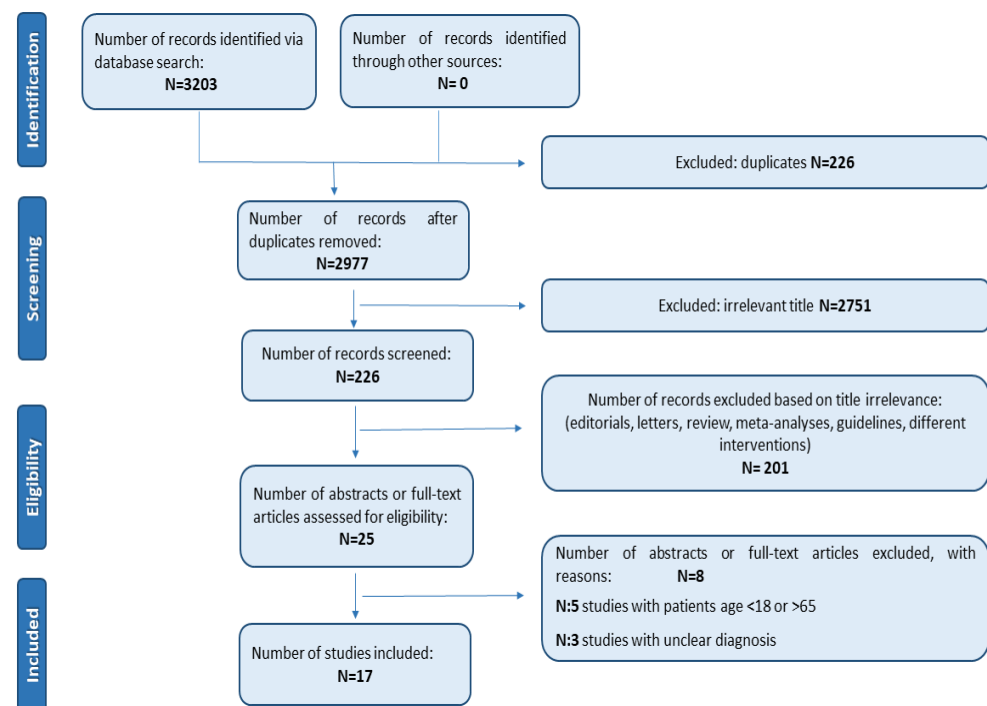 Identification
Number of records identified via
database search:
N=3203
Number of records identified
through other sources:
N= 0
Excluded: duplicates N=226
Screening
Number of records after
duplicates removed:
N=2977
Excluded: irrelevant title N=2751
Number of records screened:
N=226
Eligibility
Number of records excluded based on title irrelevance:
(editorials, letters, review, meta-analyses, guidelines, different
interventions)
N= 201
Number of abstracts or full-text
articles assessed for eligibility:
N=25
Number of abstracts or full-text articles excluded, with
reasons: N=8
N:5 studies with patients age <18 or >65
N:3 studies with unclear diagnosis
Included
Number of studies included:
N=17